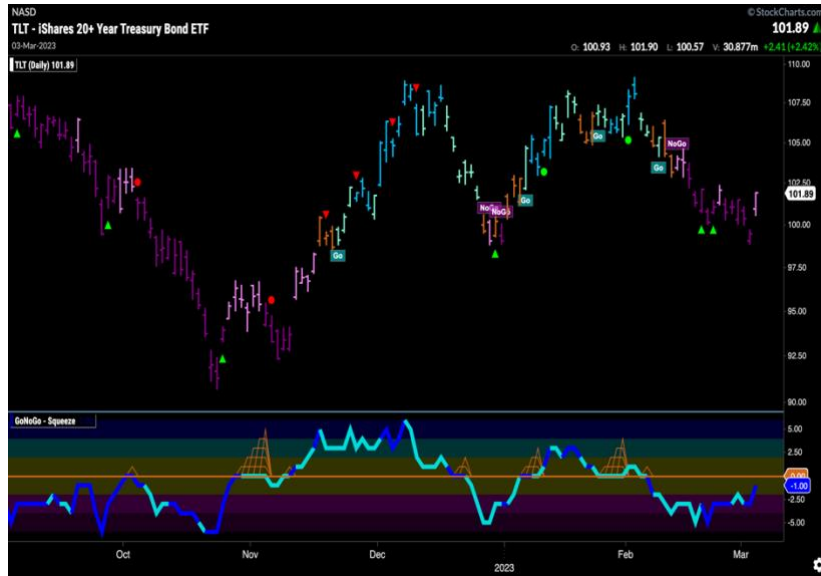 NASD
© StockCharts.com
TLT - iShares 20+ Year Treasury Bond ETF
101.89
03-Mar-2023
O: 100.93 H: 101.90 L: 100.57 V: 30.877m +2.41 (+2.42%)
TLT (Daily) 101.89
110.00
107.50
105.00
102.50
101.89
100.00
97.50
95.00
92.50
90.00
Go
NoGo
NoGo
Go
Go
Go
NoGo
GoNoGo - Squeeze
5.00
2.50
0.00
-1.00
-2.50
-5.00
Oct
Nov
Dec
2023
Feb
Mar